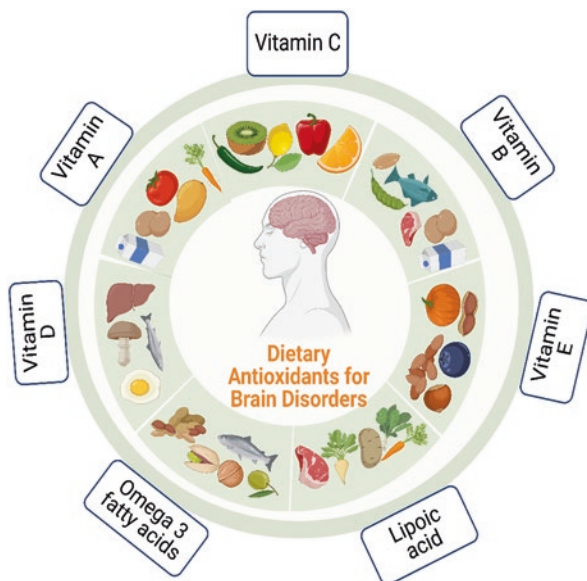 Vitamin C
Vitamin
B
Vitamin
E
Lipoic
acid
Omega 3
fatty acids
Vitamin
D
Vitamin
A
Dietary
Antioxidants for
Brain Disorders